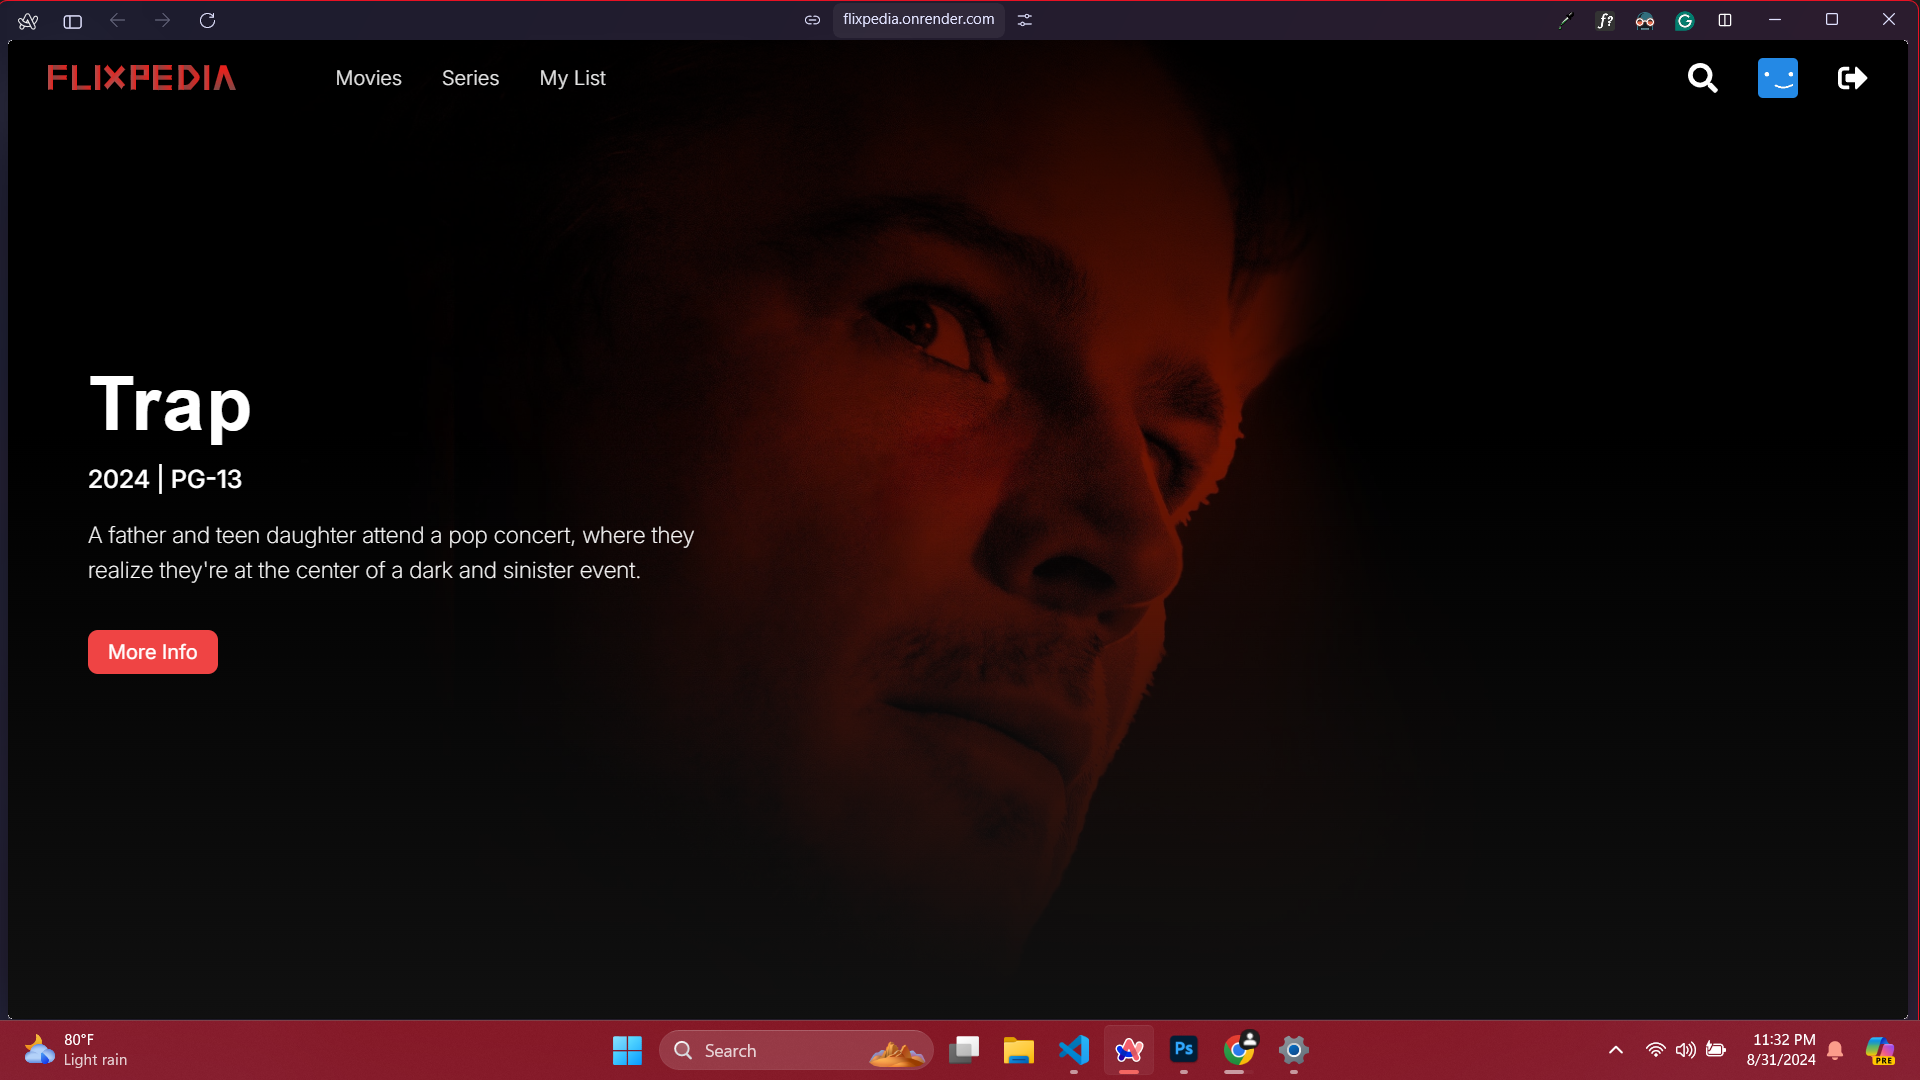 flixpedia.onrender.com
f?
FLIXPEDIA
Movies
Series
My List
Trap
2024 | PG-13
A father and teen daughter attend a pop concert, where they
realize they're at the center of a dark and sinister event.
More Info
80°F
Light rain
Search
Ps
11:32 PM
8/31/2024
PRE